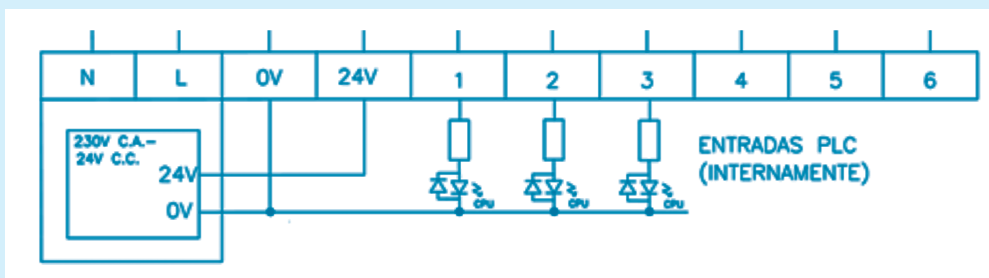 N L 0V 24V 1 2 3 4 5 6
230V C.A.-
24V C.C.
24V
0V
CPU CPU CPU
ENTRADAS PLC
(INTERNAMENTE)